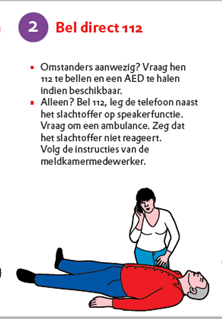 2 Bel direct 112
Omstanders aanwezig? Vraag hen
112 te bellen en een AED te halen
indien beschikbaar.
Alleen? Bel 112, leg de telefoon naast
het slachtoffer op speakerfunctie.
Vraag om een ambulance. Zeg dat
het slachtoffer niet reageert.
Volg de instructies van de
meldkamermedewerker.